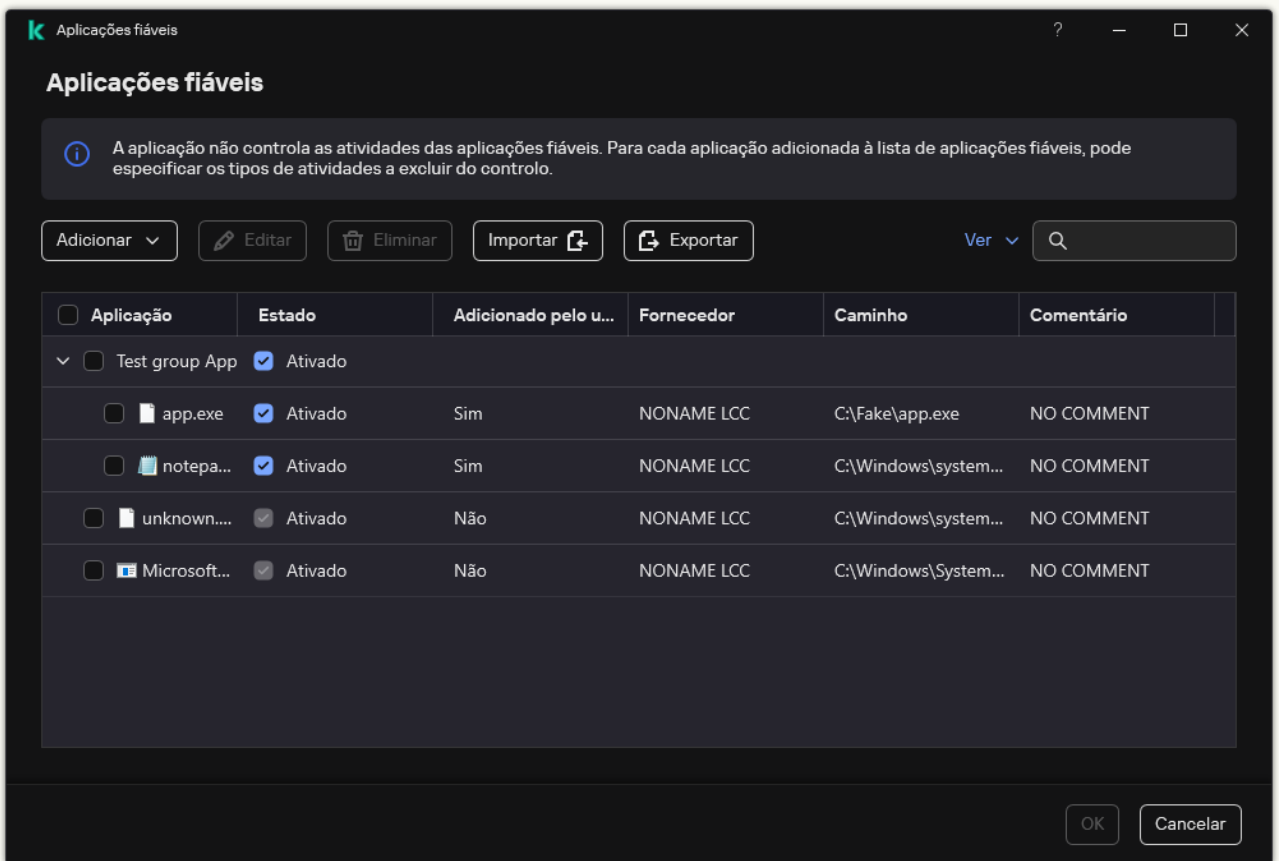 Aplicações fiáveis
Aplicações fiáveis
A aplicação não controla as atividades das aplicações fiáveis. Para cada aplicação adicionada à lista de aplicações fiáveis, pode
especificar os tipos de atividades a excluir do controlo.
Adicionar Editar Eliminar Importar Exportar Ver
Aplicação Estado Adicionado pelo u... Fornecedor Caminho Comentário
Test group App Ativado
app.exe Ativado Sim NONAME LCC C:\Fake\app.exe NO COMMENT
notepa... Ativado Sim NONAME LCC C:\Windows\system... NO COMMENT
unknown.... Ativado Não NONAME LCC C:\Windows\system... NO COMMENT
Microsoft... Ativado Não NONAME LCC C:\Windows\System... NO COMMENT
OK Cancelar